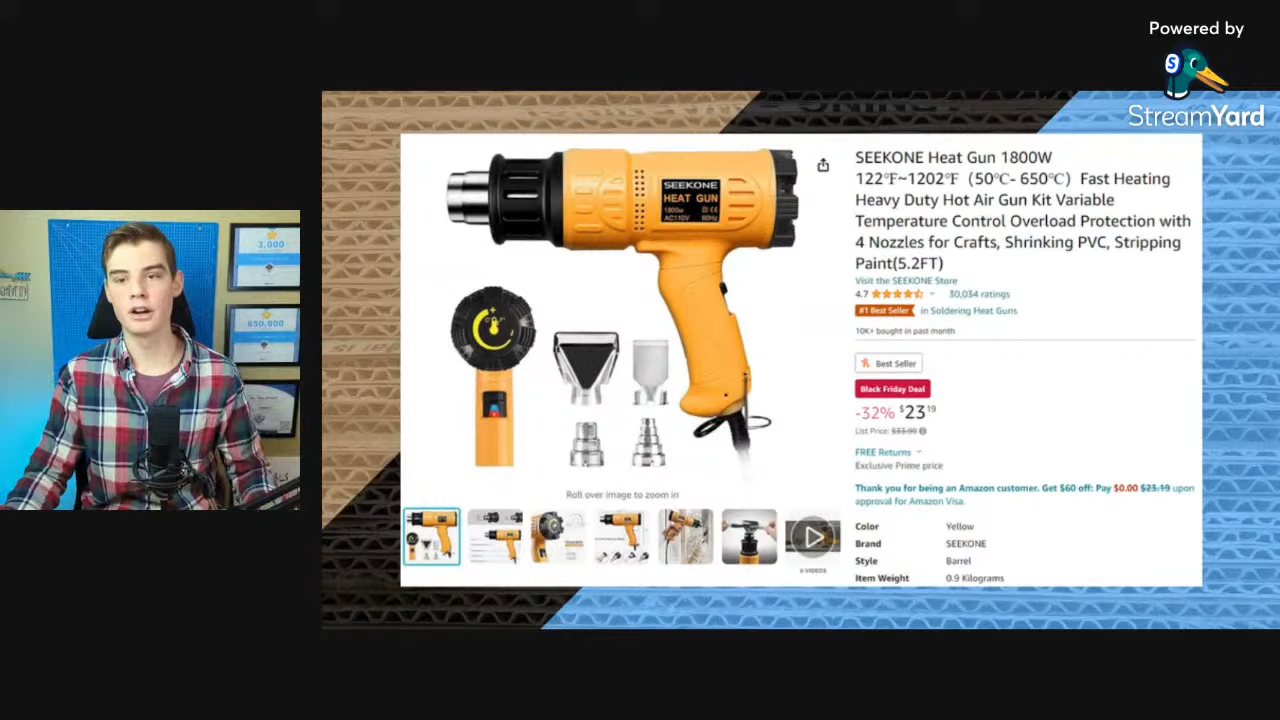 Powered by
StreamYard
3,000
650,000
SEEKONE
HEAT GUN
1800w
AC110V 60Hz
SEEKONE Heat Gun 1800W
122℉~1202℉（50℃- 650℃）Fast Heating
Heavy Duty Hot Air Gun Kit Variable
Temperature Control Overload Protection with
4 Nozzles for Crafts, Shrinking PVC, Stripping
Paint(5.2FT)
Visit the SEEKONE Store
4.7 30,034 ratings
#1 Best Seller in Soldering Heat Guns
10K+ bought in past month
Best Seller
Black Friday Deal
-32% $23 19
List Price: $33.99
FREE Returns
Exclusive Prime price
Thank you for being an Amazon customer. Get $60 off: Pay $0.00 $23.19 upon
approval for Amazon Visa.
Color Yellow
Brand SEEKONE
Style Barrel
Item Weight 0.9 Kilograms
Roll over image to zoom in
VIDEOS